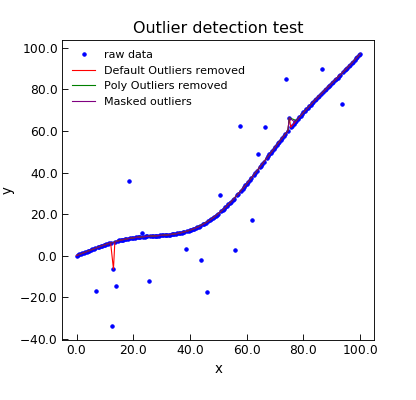 Outlier detection test
100.0
80.0
60.0
40.0
20.0
0.0
−20.0
−40.0
y
raw data
Default Outliers removed
Poly Outliers removed
Masked outliers
0.0 20.0 40.0 60.0 80.0 100.0
x